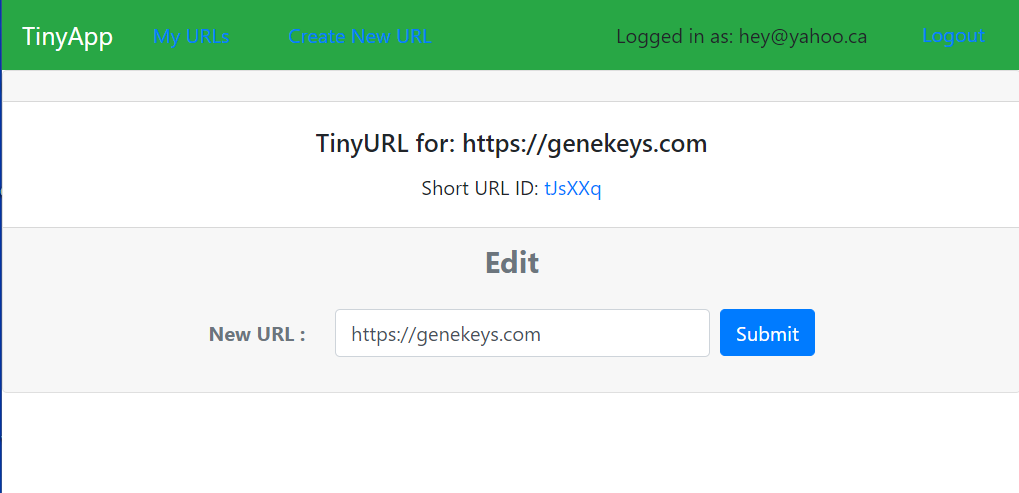 TinyApp My URLs Create New URL Logged in as: hey@yahoo.ca Logout
TinyURL for: https://genekeys.com
Short URL ID: tJsXXq
Edit
New URL : https://genekeys.com Submit